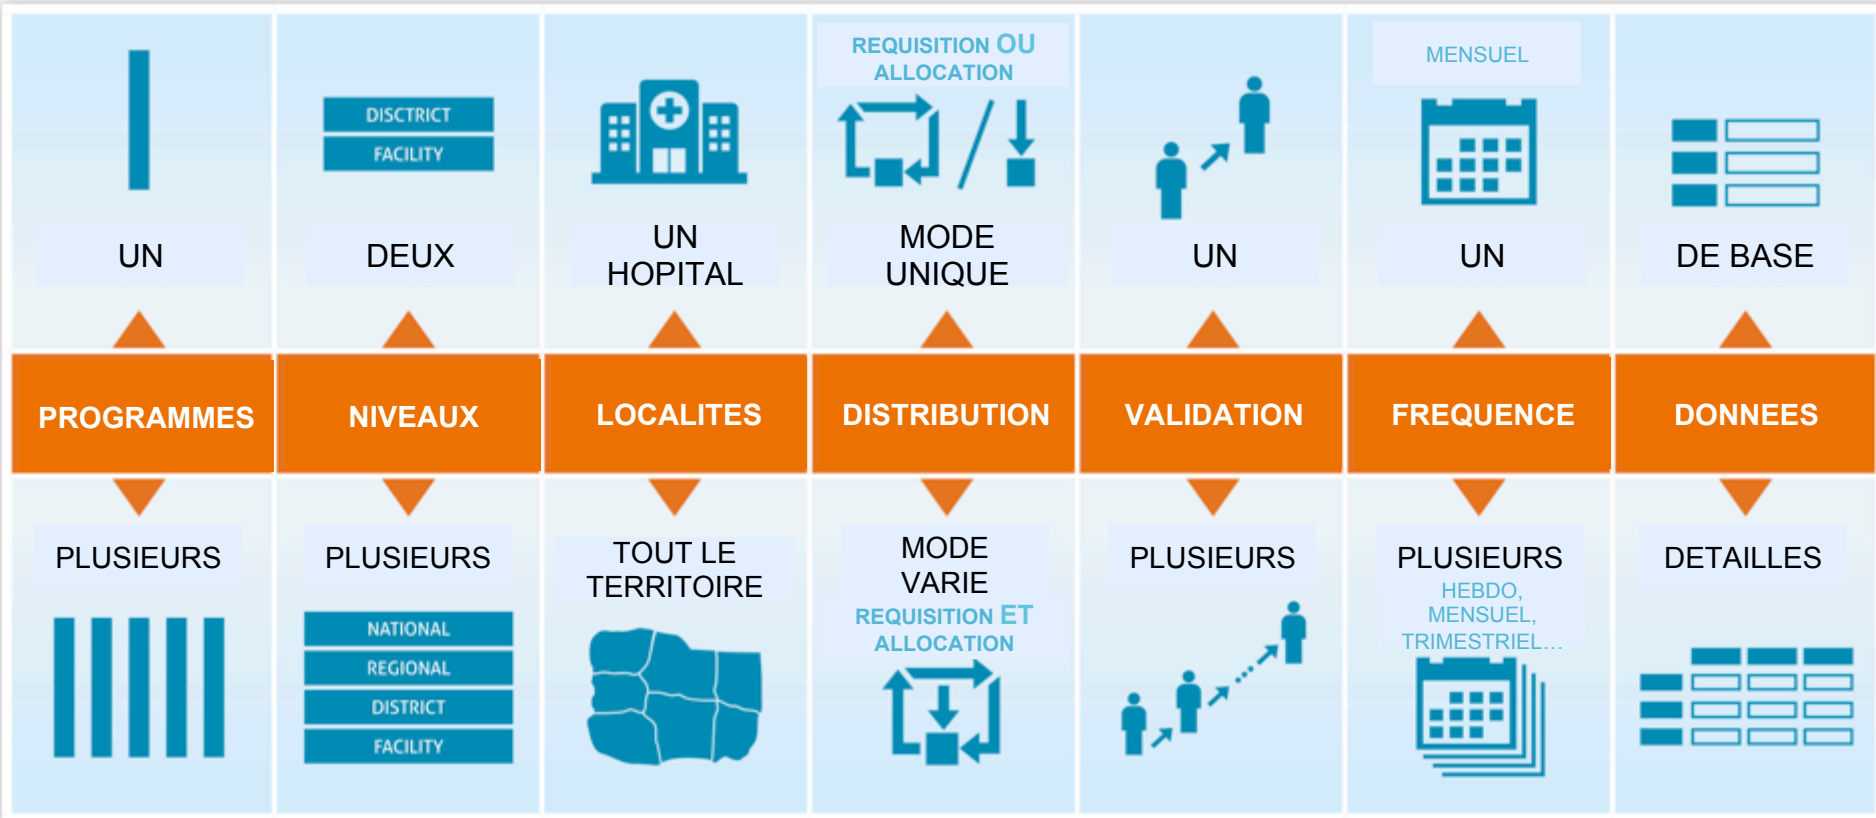 REQUISITION OU
ALLOCATION
MENSUEL
DISCTRICT
FACILITY
UN
DEUX
UN
HOPITAL
MODE
UNIQUE
UN
UN
DE BASE
PROGRAMMES
NIVEAUX
LOCALITES
DISTRIBUTION
VALIDATION
FREQUENCE
DONNEES
PLUSIEURS
PLUSIEURS
TOUT LE
TERRITOIRE
MODE
VARIE
REQUISITION ET
ALLOCATION
PLUSIEURS
PLUSIEURS
HEBDO,
MENSUEL,
TRIMESTRIEL...
DETAILLES
NATIONAL
REGIONAL
DISTRICT
FACILITY